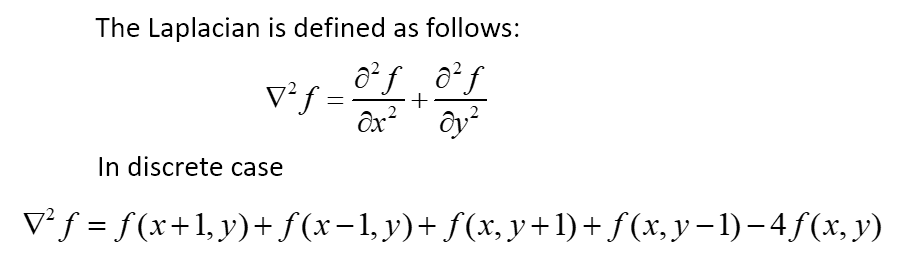 The Laplacian is defined as follows:
∇²f = ∂²f/∂x² + ∂²f/∂y²
In discrete case
∇²f = f(x+1, y) + f(x−1, y) + f(x, y+1) + f(x, y−1) − 4f(x, y)